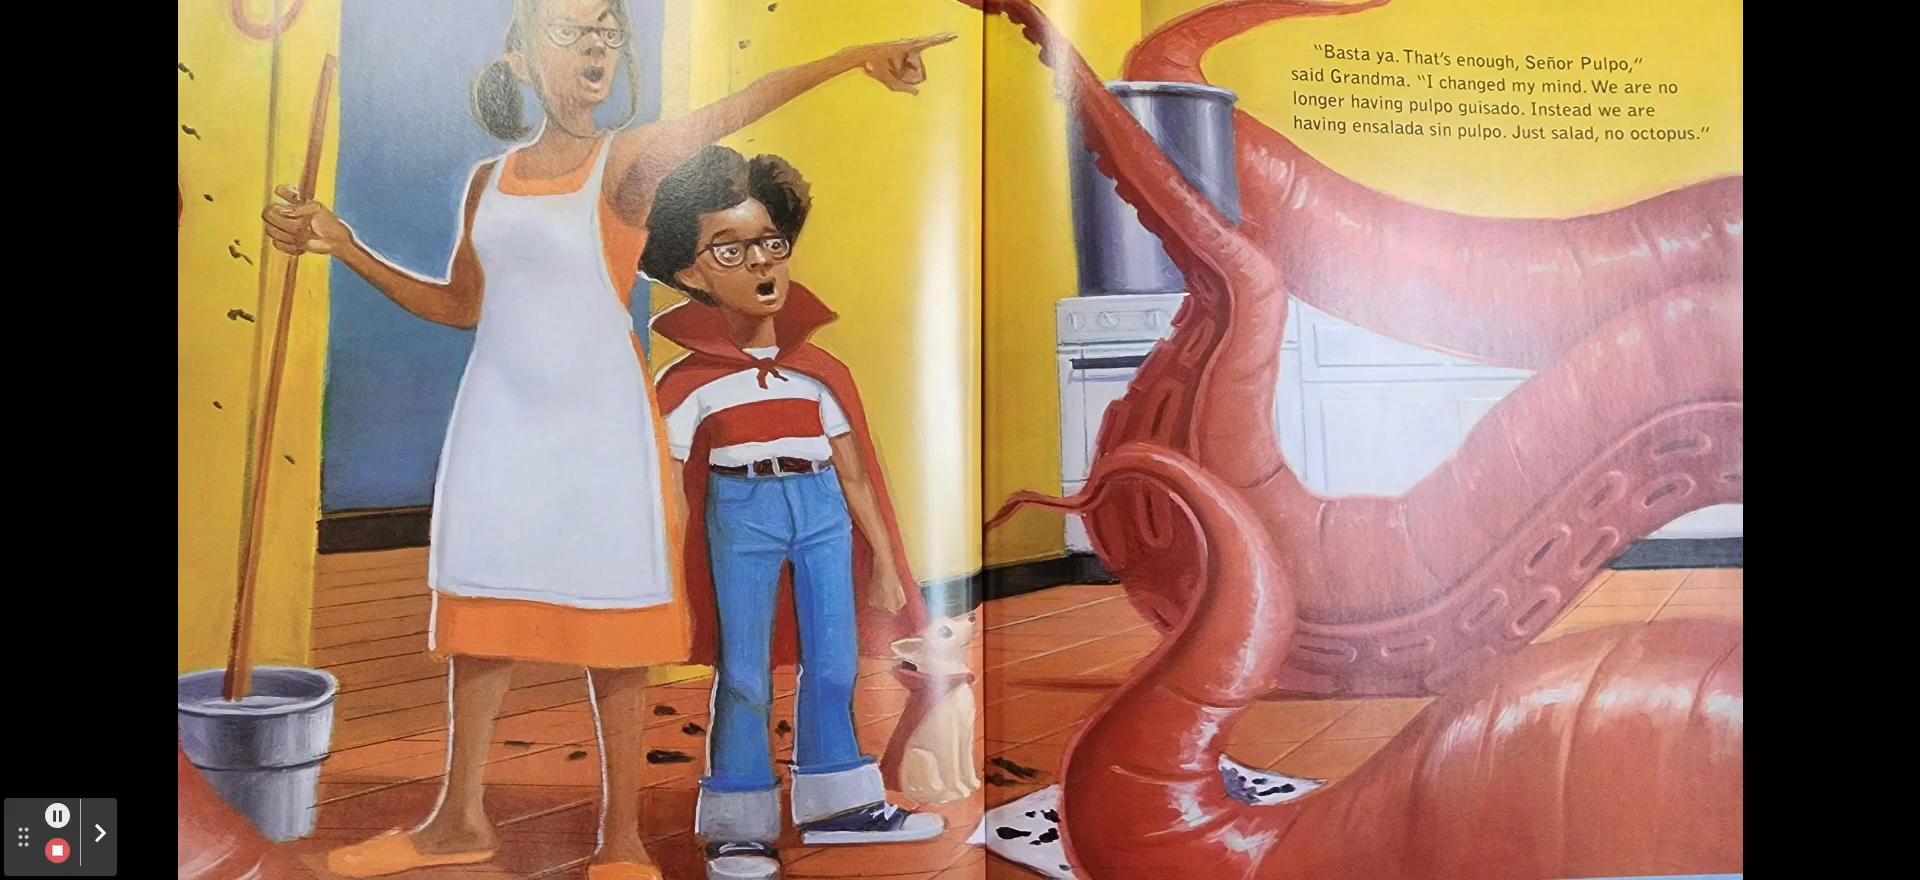 “Basta ya. That’s enough, Señor Pulpo,”
said Grandma. “I changed my mind. We are no
longer having pulpo guisado. Instead we are
having ensalada sin pulpo. Just salad, no octopus.”